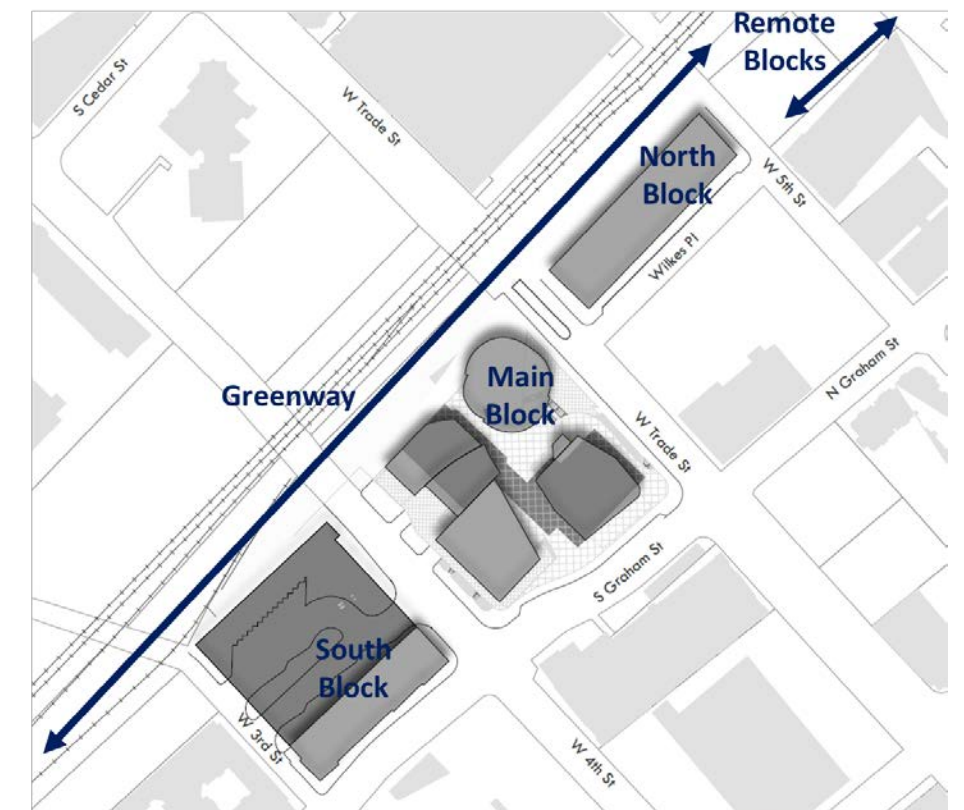 Remote
Blocks
S Cedar St
W Trade St
North
Block
W 5th St
Wilkes Pl
N Graham St
Greenway
Main
Block
W Trade St
S Graham St
South
Block
W 3rd St
W 4th St